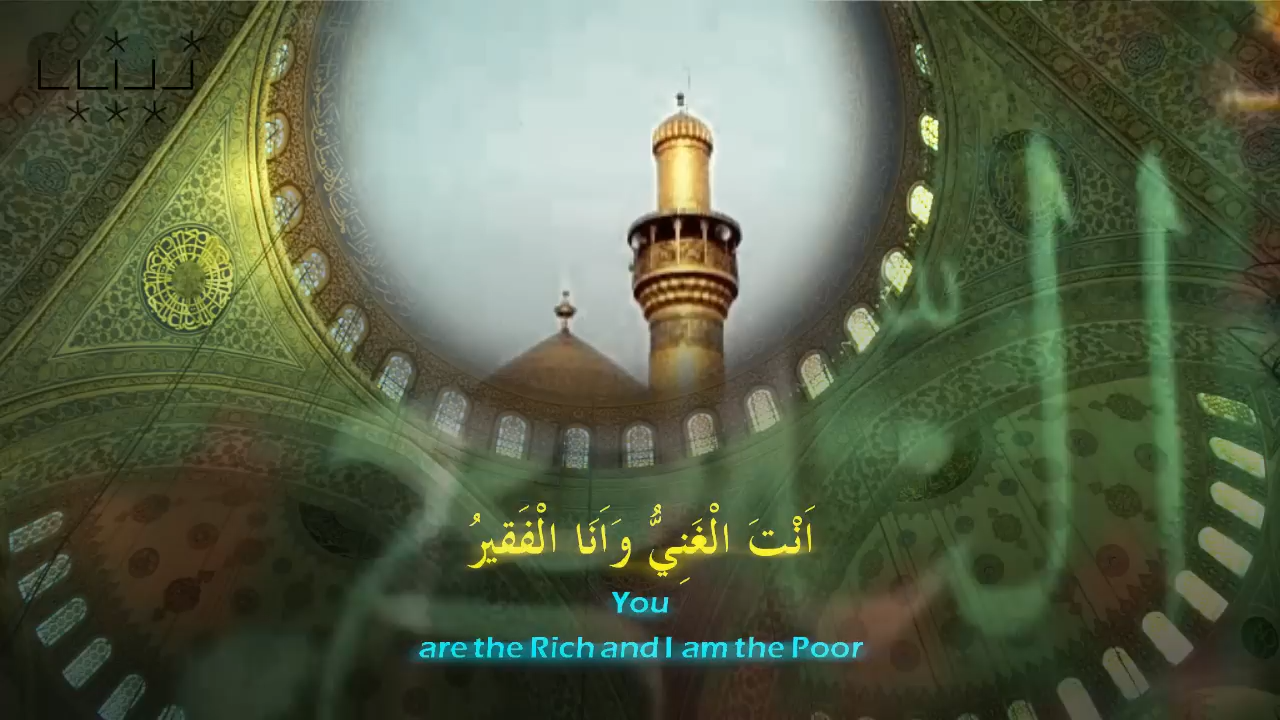 اَنْتَ الْغَنِيُّ وَاَنَا الْفَقيرُ
You
are the Rich and I am the Poor